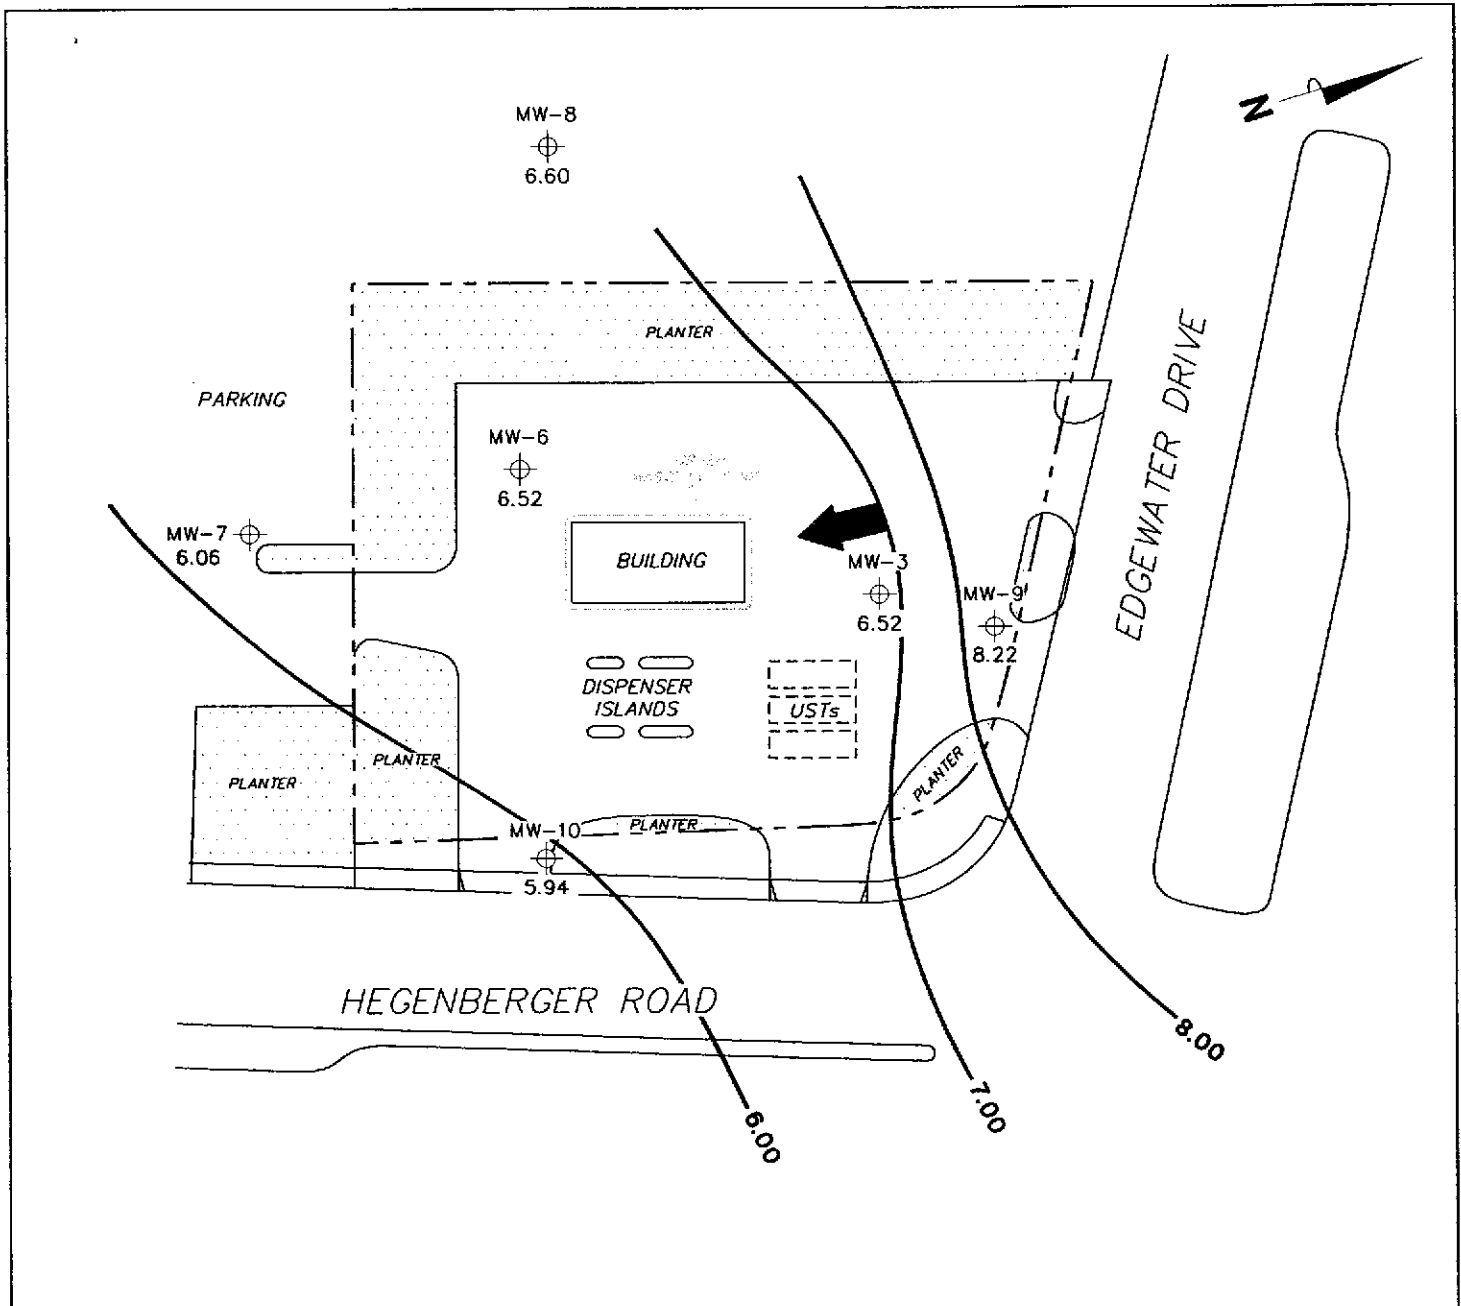 MW-8
6.60
N
PLANTER
PARKING
EDGEWATER DRIVE
MW-6
6.52
MW-7
6.06
BUILDING
MW-3
6.52
MW-9
8.22
DISPENSER
ISLANDS
USTs
PLANTER
PLANTER
PLANTER
MW-10
5.94
PLANTER
HEGENBERGER ROAD
8.00
7.00
6.00